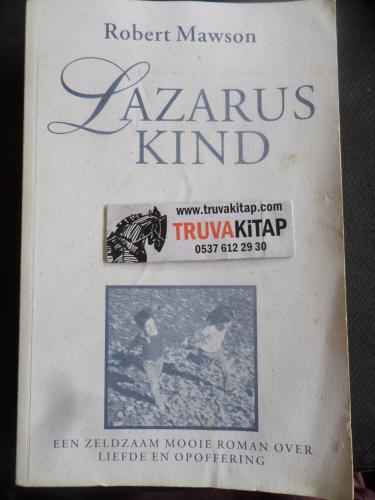 Robert Mawson
LAZARUS
KIND
www.truvakitap.com
TRUVAKiTAP
0537 612 29 30
EEN ZELDZAAM MOOIE ROMAN OVER
LIEFDE EN OPOFFERING